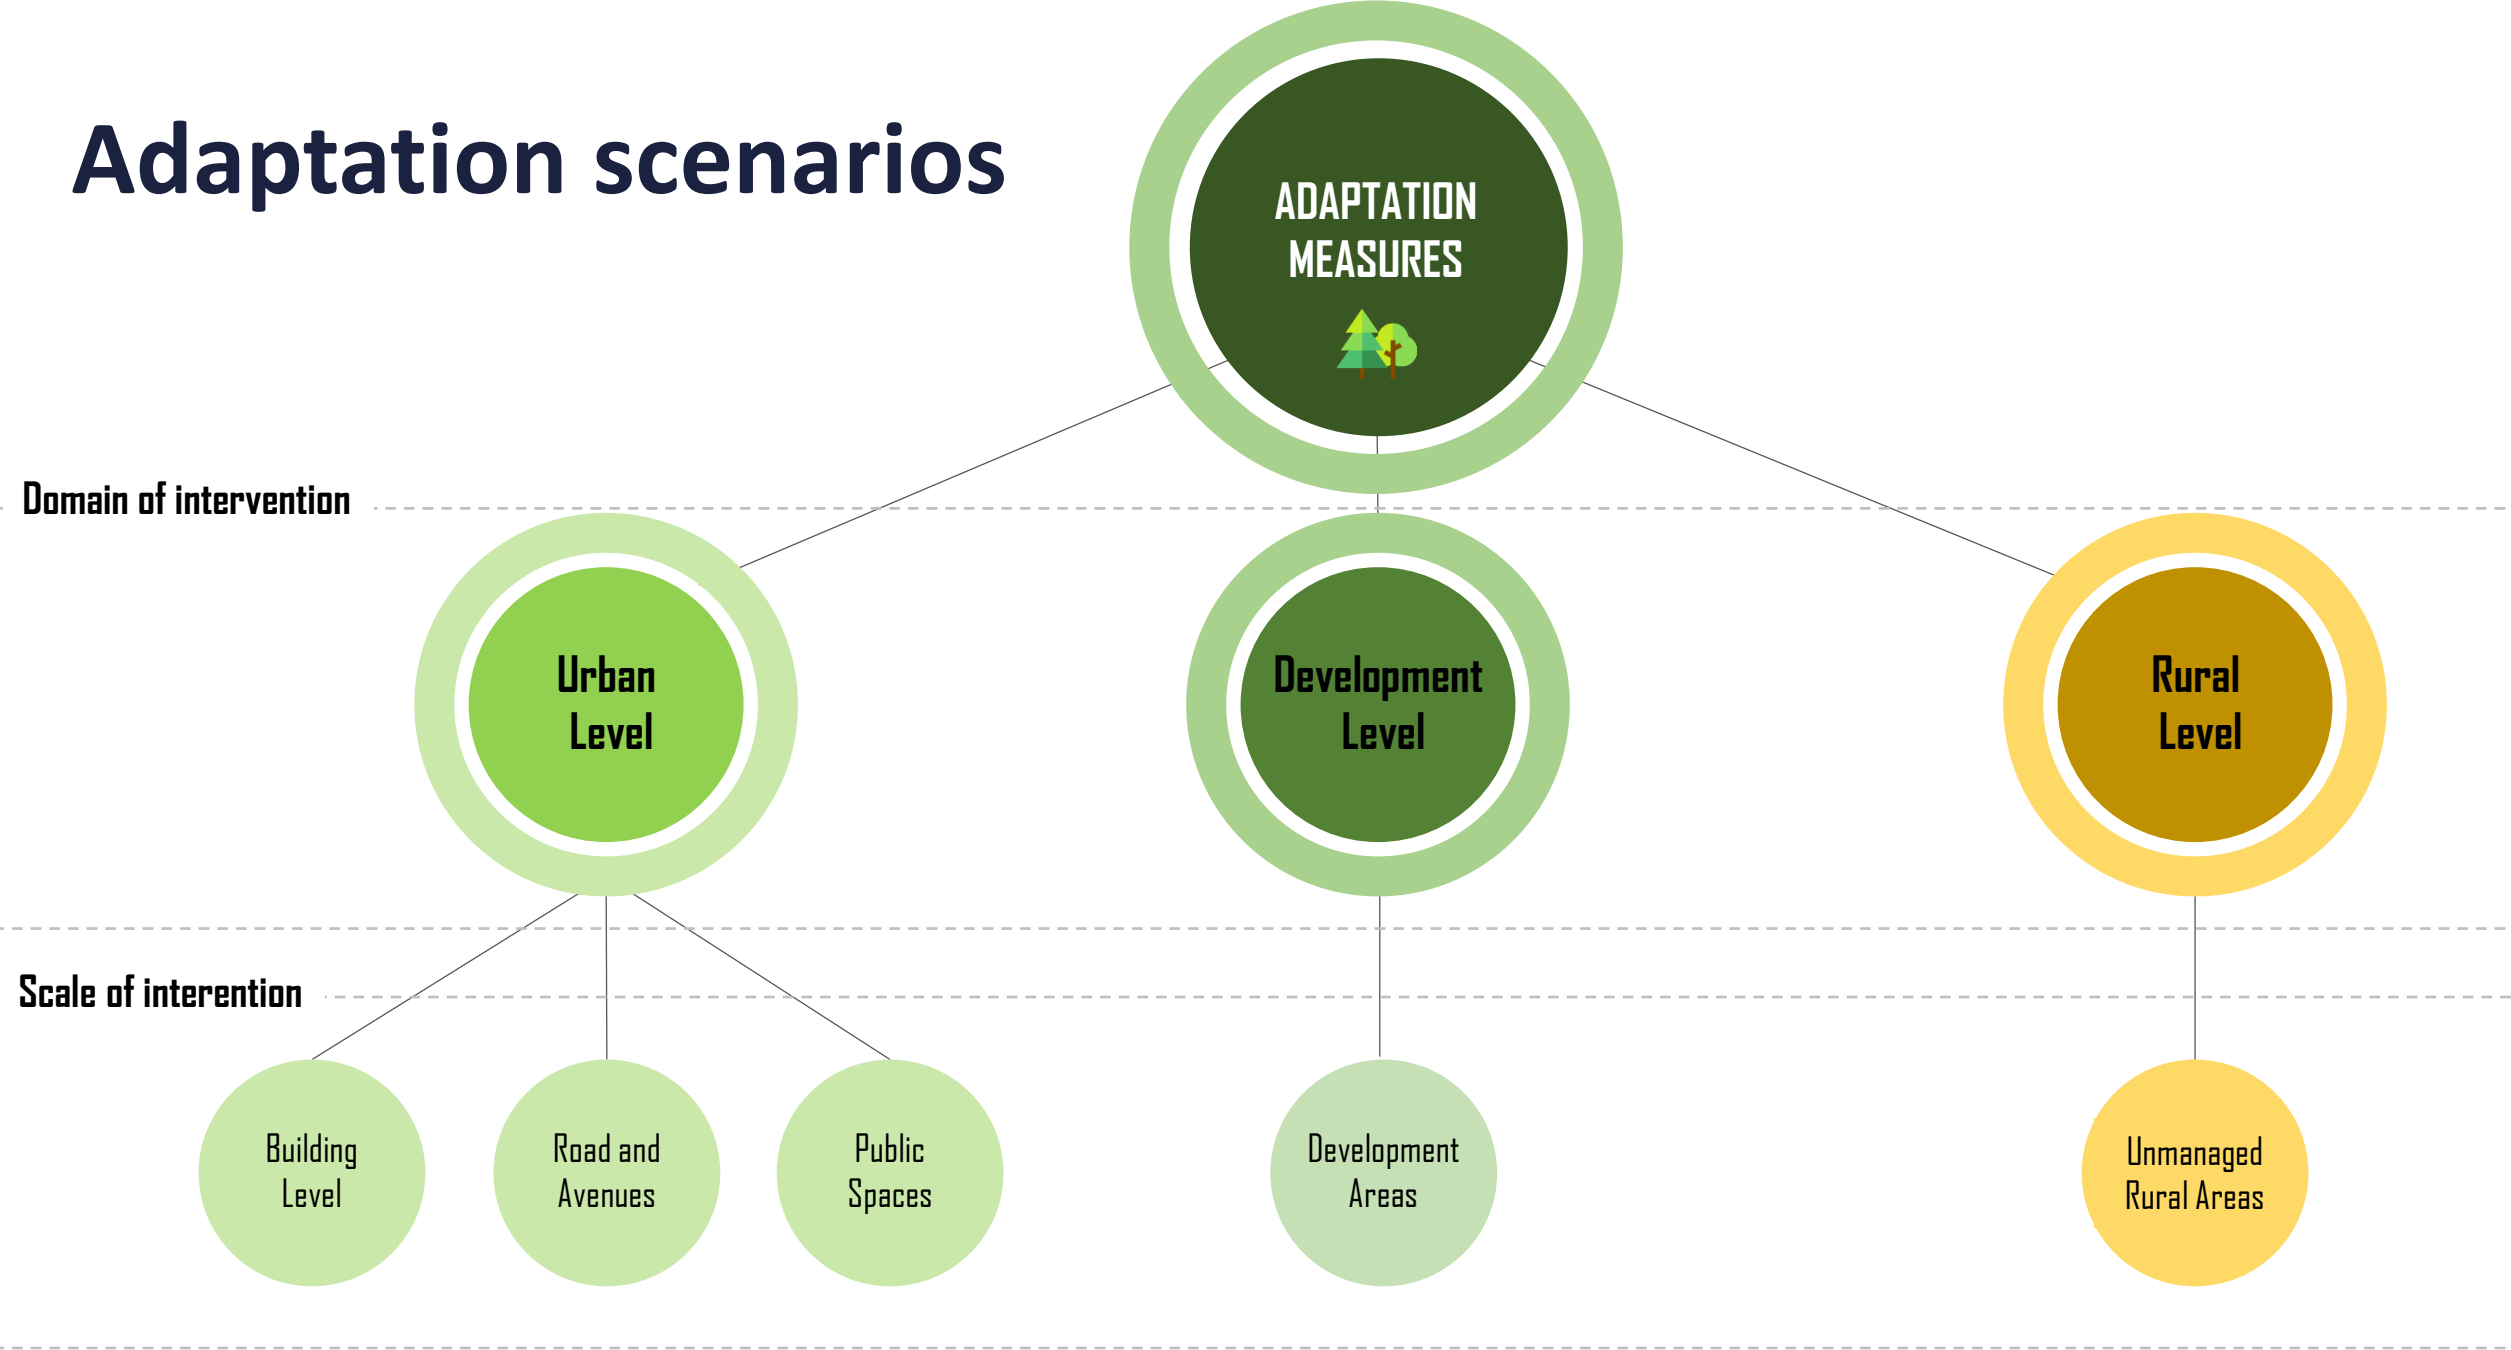 Adaptation scenarios
ADAPTATION
MEASURES
Domain of intervention
Urban
Level
Development
Level
Rural
Level
Scale of interention
Building
Level
Road and
Avenues
Public
Spaces
Development
Areas
Unmanaged
Rural Areas